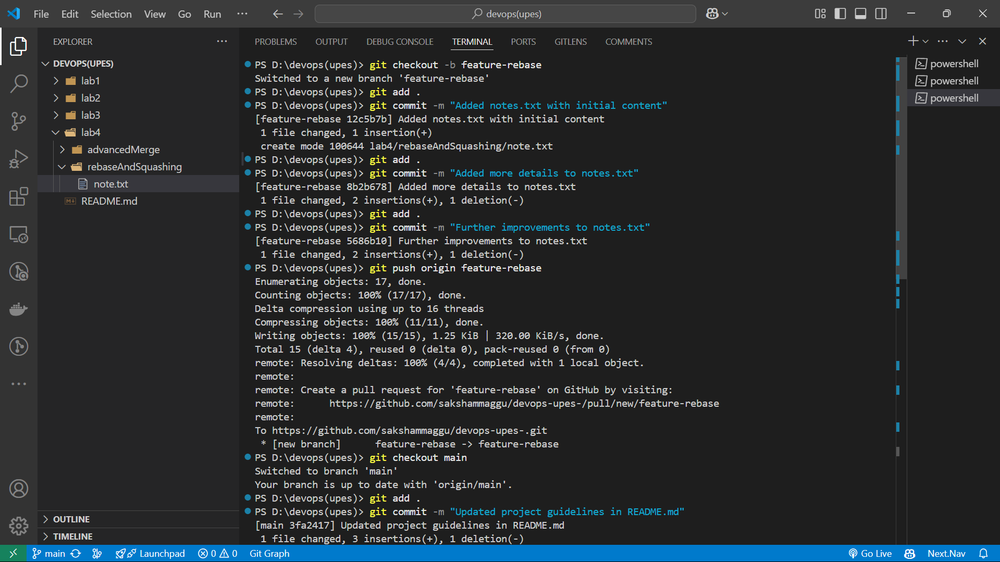 File Edit Selection View Go Run ··· devops(upes)
EXPLORER ···
DEVOPS(UPES)
lab1
lab2
lab3
lab4
advancedMerge
rebaseAndSquashing
note.txt
README.md
OUTLINE
TIMELINE
PROBLEMS OUTPUT DEBUG CONSOLE TERMINAL PORTS GITLENS COMMENTS
PS D:\devops(upes)> git checkout -b feature-rebase
Switched to a new branch 'feature-rebase'
PS D:\devops(upes)> git add .
PS D:\devops(upes)> git commit -m "Added notes.txt with initial content"
[feature-rebase 12c5b7b] Added notes.txt with initial content
1 file changed, 1 insertion(+)
create mode 100644 lab4/rebaseAndSquashing/note.txt
PS D:\devops(upes)> git add .
PS D:\devops(upes)> git commit -m "Added more details to notes.txt"
[feature-rebase 8b2b678] Added more details to notes.txt
1 file changed, 2 insertions(+), 1 deletion(-)
PS D:\devops(upes)> git add .
PS D:\devops(upes)> git commit -m "Further improvements to notes.txt"
[feature-rebase 5686b10] Further improvements to notes.txt
1 file changed, 2 insertions(+), 1 deletion(-)
PS D:\devops(upes)> git push origin feature-rebase
Enumerating objects: 17, done.
Counting objects: 100% (17/17), done.
Delta compression using up to 16 threads
Compressing objects: 100% (11/11), done.
Writing objects: 100% (15/15), 1.25 KiB | 320.00 KiB/s, done.
Total 15 (delta 4), reused 0 (delta 0), pack-reused 0 (from 0)
remote: Resolving deltas: 100% (4/4), completed with 1 local object.
remote:
remote: Create a pull request for 'feature-rebase' on GitHub by visiting:
remote:      https://github.com/sakshammaggu/devops-upes-/pull/new/feature-rebase
remote:
To https://github.com/sakshammaggu/devops-upes-.git
* [new branch]      feature-rebase -> feature-rebase
PS D:\devops(upes)> git checkout main
Switched to branch 'main'
Your branch is up to date with 'origin/main'.
PS D:\devops(upes)> git add .
PS D:\devops(upes)> git commit -m "Updated project guidelines in README.md"
[main 3fa2417] Updated project guidelines in README.md
1 file changed, 3 insertions(+), 1 deletion(-)
powershell
powershell
powershell
main Launchpad 0 0 Git Graph Go Live Next.Nav